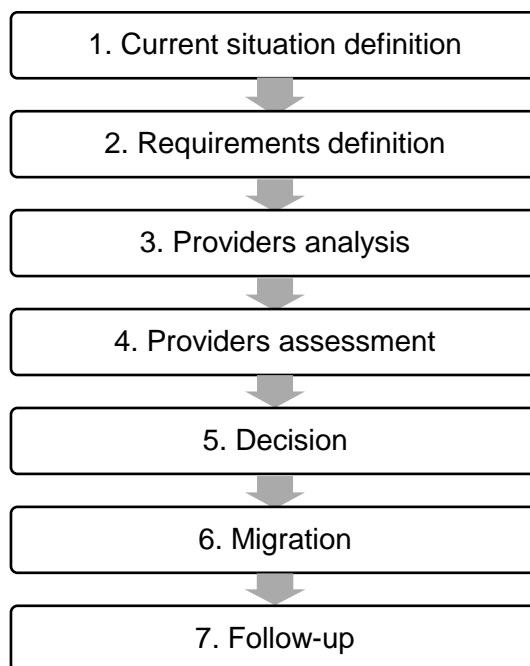 1. Current situation definition
2. Requirements definition
3. Providers analysis
4. Providers assessment
5. Decision
6. Migration
7. Follow-up